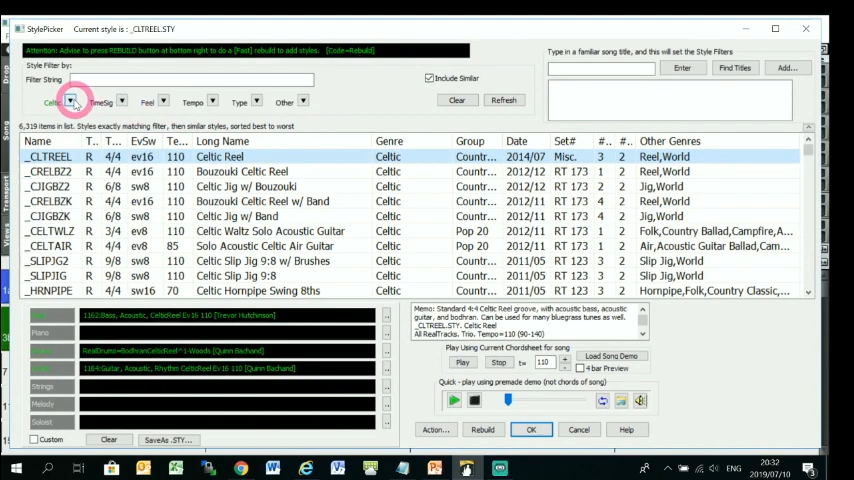 StylePicker Current style is : _CLTREEL.STY
Attention: Advise to press REBUILD button at bottom right to do a [Fast] rebuild to add styles. [Code=Rebuild]
Type in a familiar song title, and this will set the Style Filters
Style Filter by:
Filter String
Include Similar
Enter Find Titles Add...
Celtic TimeSig Feel Tempo Type Other Clear Refresh
6,319 items in list. Styles exactly matching filter, then similar styles, sorted best to worst
Name T.. T... EvSw Te... Long Name Genre Group Date Set# #.. #.. Other Genres
_CLTREEL R 4/4 ev16 110 Celtic Reel Celtic Countr... 2014/07 Misc. 3 2 Reel,World
_CRELBZ2 R 4/4 ev16 110 Bouzouki Celtic Reel Celtic Countr... 2012/12 RT 173 1 2 Reel,World
_CJIGBZ2 R 6/8 sw8 110 Celtic Jig w/ Bouzouki Celtic Countr... 2012/12 RT 173 2 2 Jig,World
_CRELBZK R 4/4 ev16 110 Bouzouki Celtic Reel w/ Band Celtic Countr... 2012/11 RT 173 4 2 Reel,World
_CJIGBZK R 6/8 sw8 110 Celtic Jig w/ Band Celtic Countr... 2012/11 RT 173 4 2 Jig,World
_CELTWLZ R 3/4 ev8 110 Celtic Waltz Solo Acoustic Guitar Celtic Pop 20 2012/11 RT 173 1 2 Folk,Country Ballad,Campfire,A...
_CELTAIR R 4/4 ev8 85 Solo Acoustic Celtic Air Guitar Celtic Pop 20 2012/11 RT 173 1 2 Air,Acoustic Guitar Ballad,Cam...
_SLIPJG2 R 9/8 sw8 110 Celtic Slip Jig 9:8 w/ Brushes Celtic Countr... 2011/05 RT 123 3 2 Slip Jig,World
_SLIPJIG R 9/8 sw8 110 Celtic Slip Jig 9:8 Celtic Countr... 2011/05 RT 123 3 2 Slip Jig,World
_HRNPIPE R 4/4 sw16 70 Celtic Hornpipe Swing 8ths Celtic Countr... 2011/05 RT 123 3 2 Hornpipe,Folk,Country Classic,...
1162:Bass, Acoustic, CelticReel Ev16 110 [Trevor Hutchinson]
Piano
RealDrums=BodhranCelticReel^1-Woods [Quinn Bachand]
1164:Guitar, Acoustic, Rhythm CelticReel Ev16 110 [Quinn Bachand]
Strings
Melody
Soloist
Custom Clear SaveAs .STY...
Memo: Standard 4:4 Celtic Reel groove, with acoustic bass, acoustic
guitar, and bodhran. Can be used for many bluegrass tunes as well.
_CLTREEL.STY. Celtic Reel
All RealTracks. Trio. Tempo=110 (90-140)
Play Using Current Chordsheet for song
Load Song Demo
Play Stop t= 110
4 bar Preview
Quick - play using premade demo (not chords of song)
Action... Rebuild OK Cancel Help
Drop
Song
Transport
Views
ENG
20:32
2019/07/10